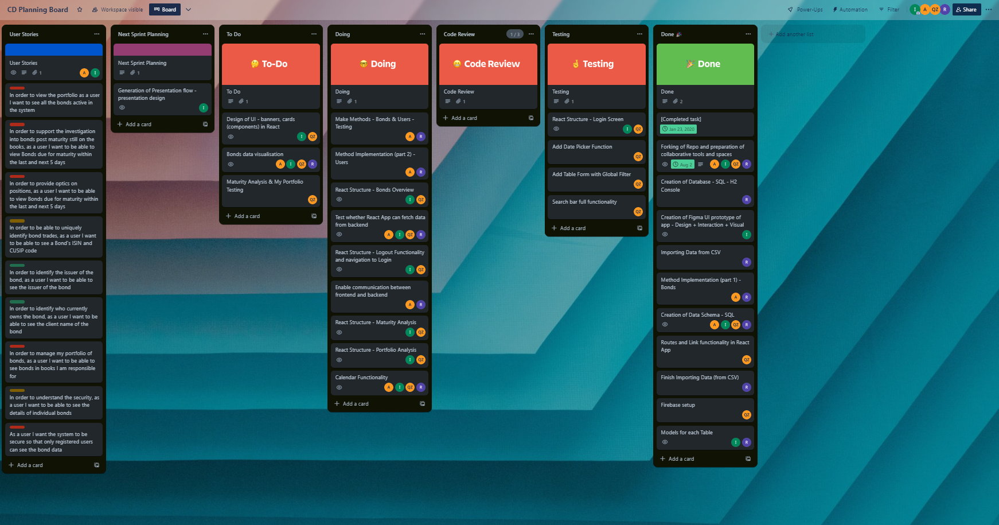 CD Planning Board
Workspace visible
Board
Power-Ups
Automation
Filter
I
A
QZ
R
Share
User Stories
User Stories
1
A I
In order to view the portfolio as a user
I want to see all the bonds active in
the system
In order to support the investigation
into bonds post maturity still on the
books, as a user I want to be able to
view Bonds due for maturity within
the last and next 5 days
In order to provide optics on
positions, as a user I want to be able
to view Bonds due for maturity within
the last and next 5 days
In order to be able to uniquely
identify bond trades, as a user I want
to be able to see a Bond's ISIN and
CUSIP code
In order to identify the issuer of the
bond, as a user I want to be able to
see the issuer of the bond
In order to identify who currently
owns the bond, as a user I want to be
able to see the client name of the
bond
In order to manage my portfolio of
bonds, as a user I want to be able to
see bonds in books I am responsible
for
In order to understand the security, as
a user I want to be able to see the
details of individual bonds
As a user I want the system to be
secure so that only registered users
can see the bond data
Add a card
Next Sprint Planning
Next Sprint Planning
1
Generation of Presentation flow -
presentation design
I
Add a card
To Do
🤔 To-Do
To Do
1
Design of UI - banners, cards
(components) in React
I QZ
Bonds data visualisation
A I QZ R
Maturity Analysis & My Portfolio
Testing
QZ
Add a card
Doing
🤓 Doing
Doing
1
Make Methods - Bonds & Users -
Testing
A R
Method Implementation (part 2) -
Users
A R
React Structure - Bonds Overview
I QZ
Test whether React App can fetch data
from backend
A I QZ R
React Structure - Logout Functionality
and navigation to Login
I QZ
Enable communication between
frontend and backend
A R
React Structure - Maturity Analysis
I QZ
React Structure - Portfolio Analysis
I QZ
Calendar Functionality
A I QZ R
Add a card
Code Review
1 / 3
😬 Code Review
Code Review
1
Add a card
Testing
🤞 Testing
Testing
1
React Structure - Login Screen
I QZ
Add Date Picker Function
QZ
Add Table Form with Global Filter
QZ
Search bar full functionality
QZ
Add a card
Done 🎉
🎉 Done
Done
2
[Completed task]
Jan 23, 2020
Forking of Repo and preparation of
collaborative tools and spaces
Aug 2
A I QZ R
Creation of Database - SQL - H2
Console
R
Creation of Figma UI prototype of
app - Design + Interaction + Visual
I
Importing Data from CSV
R
Method Implementation (part 1) -
Bonds
A R
Creation of Data Schema - SQL
A I QZ R
Routes and Link functionality in React
App
QZ
Finish Importing Data (from CSV)
R
Firebase setup
QZ
Models for each Table
I R
Add a card
Add another list